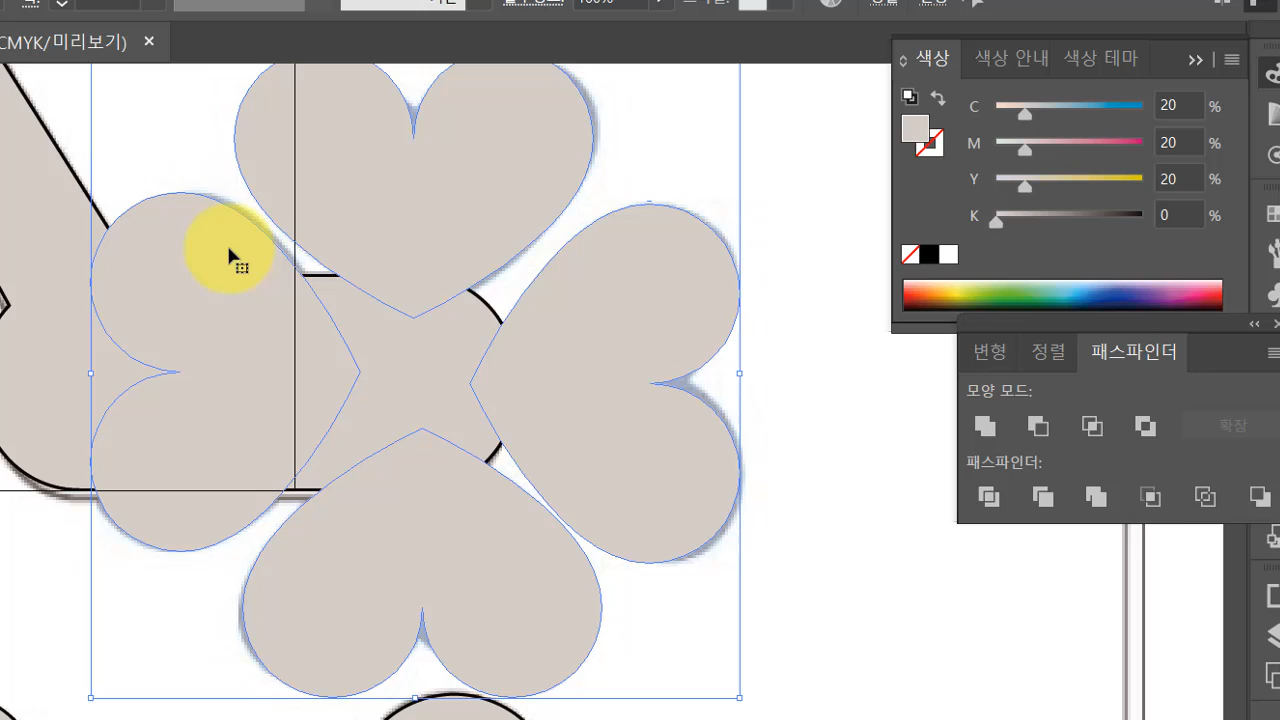 100%
CMYK/미리보기) ×
색상 색상 안내 색상 테마
C 20 %
M 20 %
Y 20 %
K 0 %
변형 정렬 패스파인더
모양 모드:
확장
패스파인더: